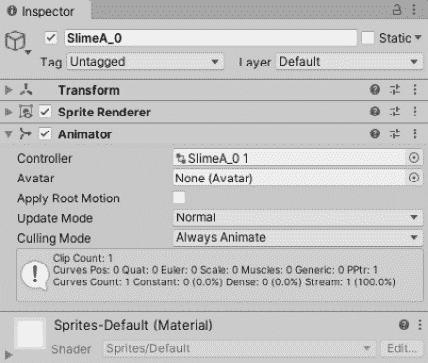 Inspector
SlimeA_0 Static
Tag Untagged Layer Default
Transform
Sprite Renderer
Animator
Controller SlimeA_0 1
Avatar None (Avatar)
Apply Root Motion
Update Mode Normal
Culling Mode Always Animate
Clip Count: 1
Curves Pos: 0 Quat: 0 Euler: 0 Scale: 0 Muscles: 0 Generic: 0 PPtr: 1
Curves Count: 1 Constant: 0 (0.0%) Dense: 0 (0.0%) Stream: 1 (100.0%)
Sprites-Default (Material)
Shader Sprites/Default Edit...